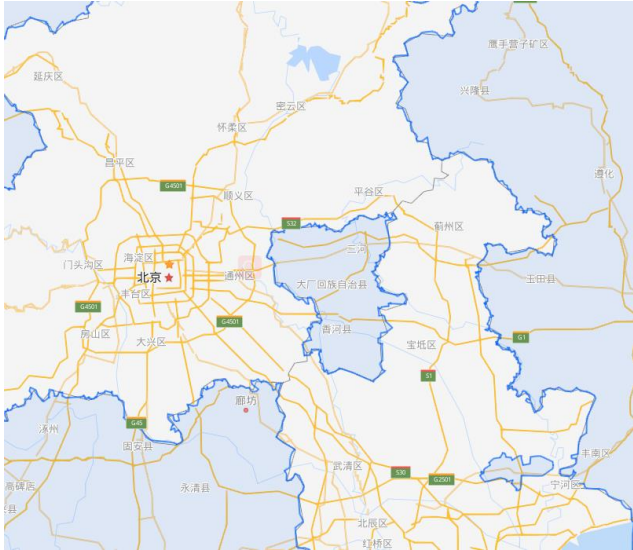 鹰手营子矿区
延庆区
兴隆县
密云区
怀柔区
昌平区
遵化
G4501
平谷区
顺义区
S32
蓟州区
三河
海淀区
门头沟区
北京
通州区
大厂回族自治县
玉田县
丰台区
G4501
G4501
香河县
房山区
大兴区
宝坻区
G1
S1
廊坊
G45
涿州
固安县
丰南区
武清区
S30
G2501
宁河区
高碑店
永清县
北辰区
红桥区